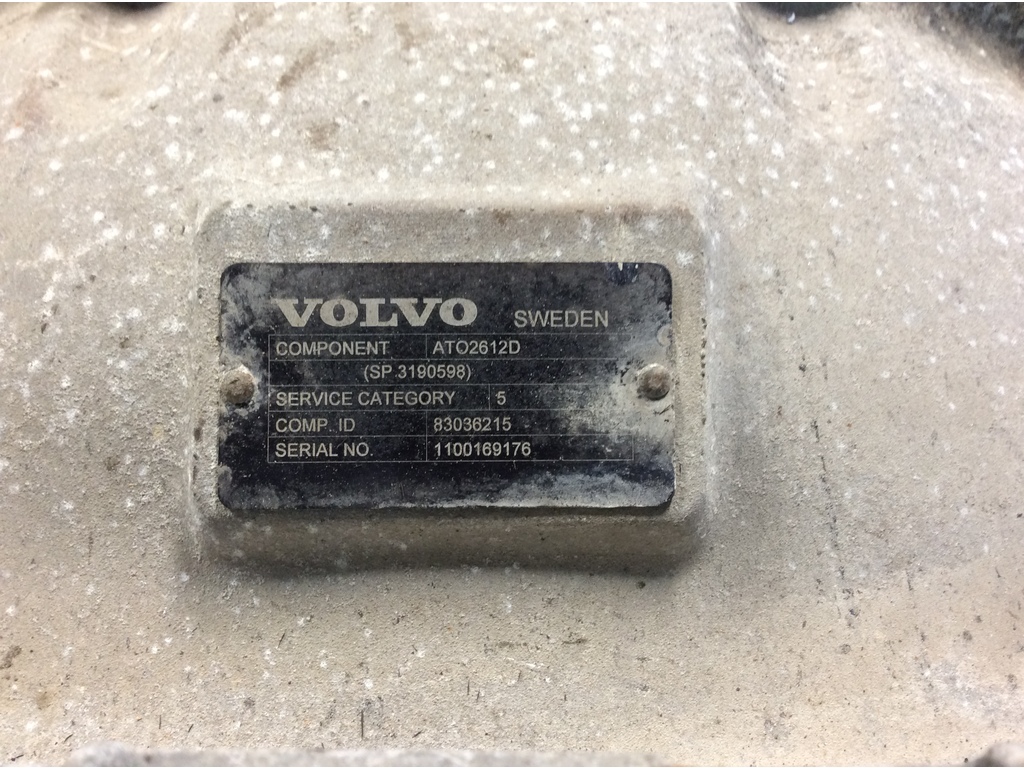 VOLVO SWEDEN
COMPONENT ATO2612D
(SP 3190598)
SERVICE CATEGORY 5
COMP. ID 83036215
SERIAL NO. 1100169176